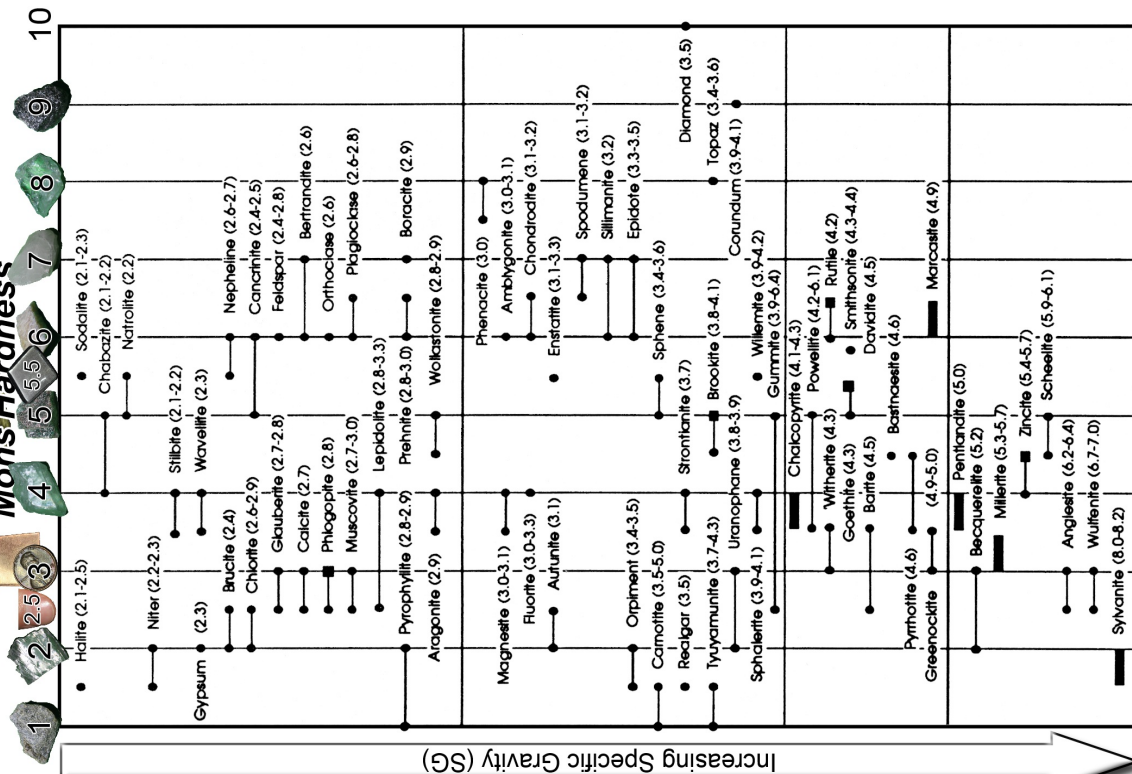 Mohs Hardness
1
2
2.5
3
4
5
5.5
6
7
8
9
10
Halite (2.1-2.5)
Sodalite (2.1-2.3)
Chabazite (2.1-2.2)
Natrolite (2.2)
Niter (2.2-2.3)
Stilbite (2.1-2.2)
Gypsum (2.3)
Wavellite (2.3)
Brucite (2.4)
Nepheline (2.6-2.7)
Chlorite (2.6-2.9)
Cancrinite (2.4-2.5)
Glauberite (2.7-2.8)
Feldspar (2.4-2.8)
Calcite (2.7)
Bertrandite (2.6)
Phlogopite (2.8)
Orthoclase (2.6)
Muscovite (2.7-3.0)
Plagioclase (2.6-2.8)
Lepidolite (2.8-3.3)
Pyrophyllite (2.8-2.9)
Prehnite (2.8-3.0)
Boracite (2.9)
Aragonite (2.9)
Wollastonite (2.8-2.9)
Phenacite (3.0)
Magnesite (3.0-3.1)
Amblygonite (3.0-3.1)
Fluorite (3.0-3.3)
Chondrodite (3.1-3.2)
Autunite (3.1)
Enstatite (3.1-3.3)
Spodumene (3.1-3.2)
Sillimanite (3.2)
Orpiment (3.4-3.5)
Epidote (3.3-3.5)
Carnotite (3.5-5.0)
Sphene (3.4-3.6)
Realgar (3.5)
Strontianite (3.7)
Diamond (3.5)
Tyuyamunite (3.7-4.3)
Brookite (3.8-4.1)
Topaz (3.4-3.6)
Uranophane (3.8-3.9)
Corundum (3.9-4.1)
Sphalerite (3.9-4.1)
Willemite (3.9-4.2)
Gummite (3.9-6.4)
Chalcopyrite (4.1-4.3)
Powellite (4.2-6.1)
Witherite (4.3)
Rutile (4.2)
Goethite (4.3)
Smithsonite (4.3-4.4)
Barite (4.5)
Davidite (4.5)
Bastnaesite (4.6)
Pyrrhotite (4.6)
Greenockite (4.9-5.0)
Marcasite (4.9)
Pentlandite (5.0)
Becquerelite (5.2)
Millerite (5.3-5.7)
Zincite (5.4-5.7)
Scheelite (5.9-6.1)
Anglesite (6.2-6.4)
Wulfenite (6.7-7.0)
Sylvanite (8.0-8.2)
Increasing Specific Gravity (SG)